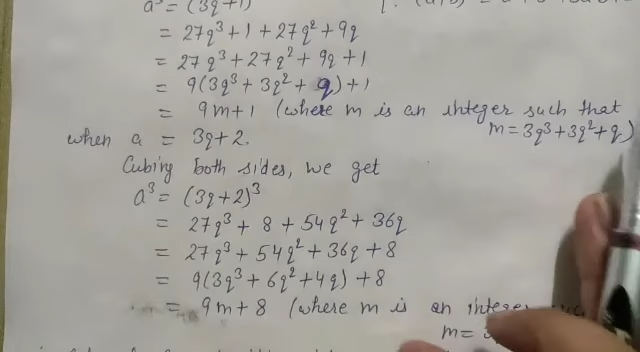 a³ = (3q+1)³
= 27q³ + 1 + 27q² + 9q
= 27q³ + 27q² + 9q + 1
= 9(3q³ + 3q² + q) + 1
= 9m+1 (where m is an integer such that
m = 3q³+3q²+q)
when a = 3q+2.
Cubing both sides, we get
a³ = (3q+2)³
= 27q³ + 8 + 54q² + 36q
= 27q³ + 54q² + 36q + 8
= 9(3q³ + 6q² + 4q) + 8
= 9m + 8 (where m is an integer
m =